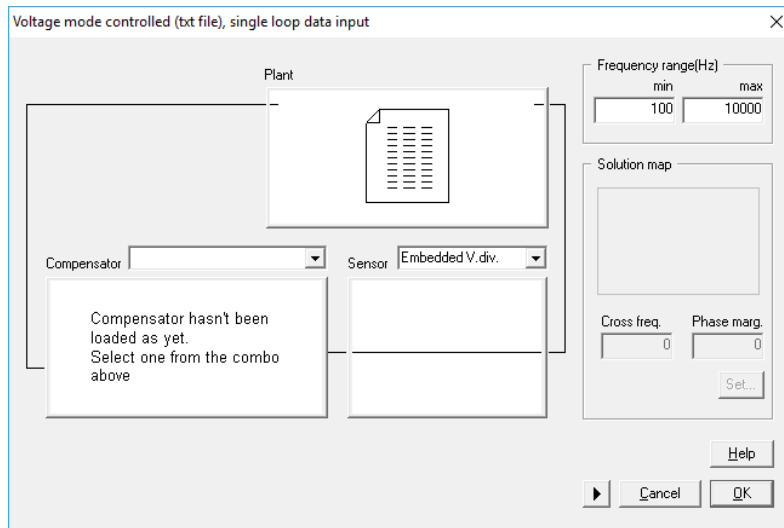 Voltage mode controlled (txt file), single loop data input
Plant
Frequency range(Hz)
min max
100 10000
Solution map
Compensator
Sensor Embedded V.div.
Compensator hasn't been
loaded as yet.
Select one from the combo
above
Cross freq. Phase marg.
0 0
Set...
Help
Cancel OK